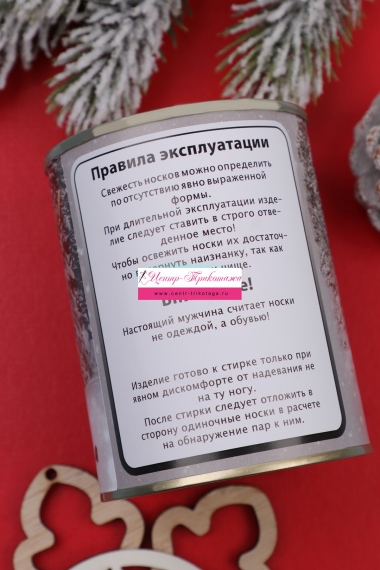 Правила эксплуатации
Свежесть носков можно определить
по отсутствию явно выраженной
формы.
При длительной эксплуатации изде-
лие следует ставить в строго отве-
денное место!
Чтобы освежить носки их достаточ-
но наизнанку, так как
чище.
Центр-Трикотажа
www.centr-trikotage.ru
Настоящий мужчина считает носки
не одеждой, а обувью!
Изделие готово к стирке только при
явном дискомфорте от надевания не
на ту ногу.
После стирки следует отложить в
сторону одиночные носки в расчете
на обнаружение пар к ним.